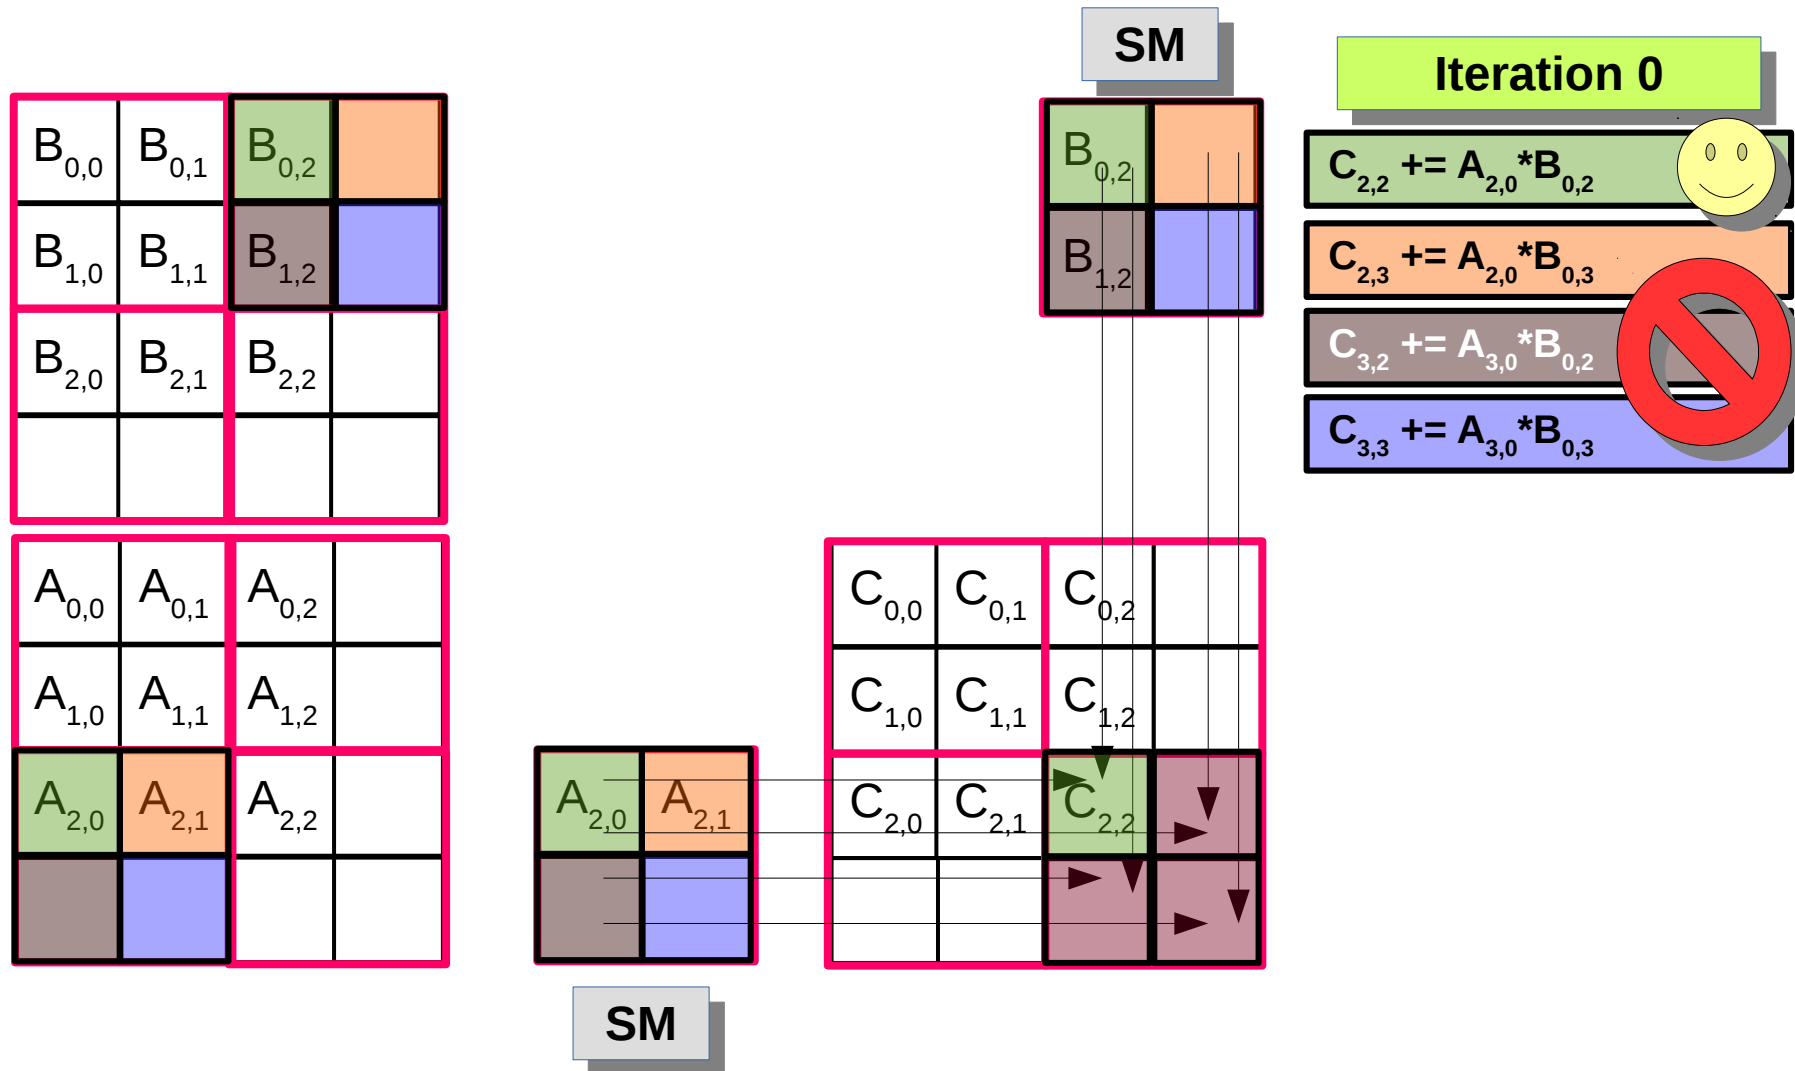 SM
Iteration 0
B0,0 B0,1 B0,2
B1,0 B1,1 B1,2
B2,0 B2,1 B2,2
B0,2
B1,2
C2,2 += A2,0*B0,2
C2,3 += A2,0*B0,3
C3,2 += A3,0*B0,2
C3,3 += A3,0*B0,3
A0,0 A0,1 A0,2
A1,0 A1,1 A1,2
A2,0 A2,1 A2,2
A2,0 A2,1
C0,0 C0,1 C0,2
C1,0 C1,1 C1,2
C2,0 C2,1 C2,2
SM